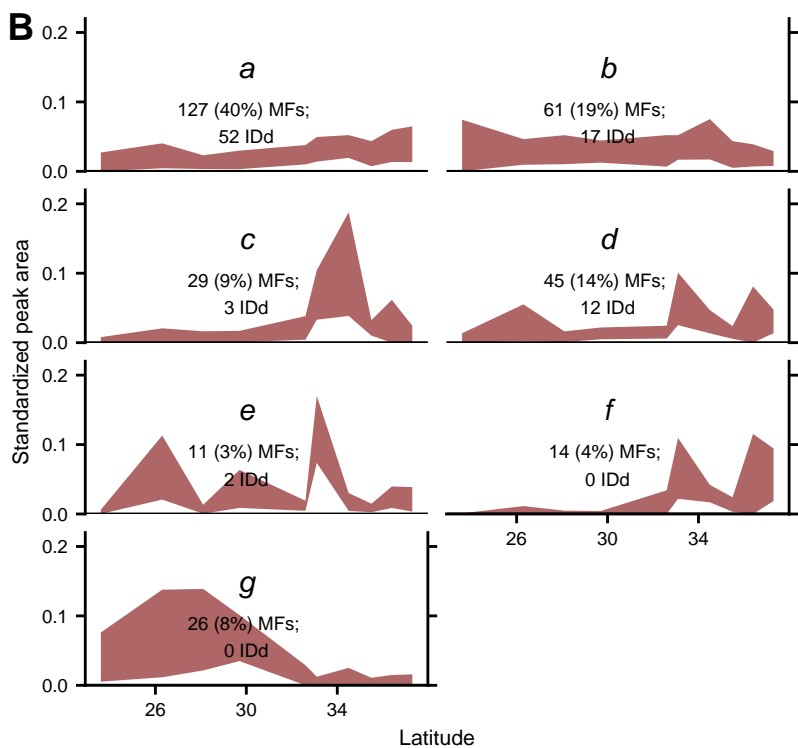 B
Standardized peak area
0.2
0.1
0.0
a
127 (40%) MFs;
52 IDd
b
61 (19%) MFs;
17 IDd
0.2
0.1
0.0
c
29 (9%) MFs;
3 IDd
d
45 (14%) MFs;
12 IDd
0.2
0.1
0.0
e
11 (3%) MFs;
2 IDd
f
14 (4%) MFs;
0 IDd
26 30 34
0.2
0.1
0.0
g
26 (8%) MFs;
0 IDd
26 30 34
Latitude